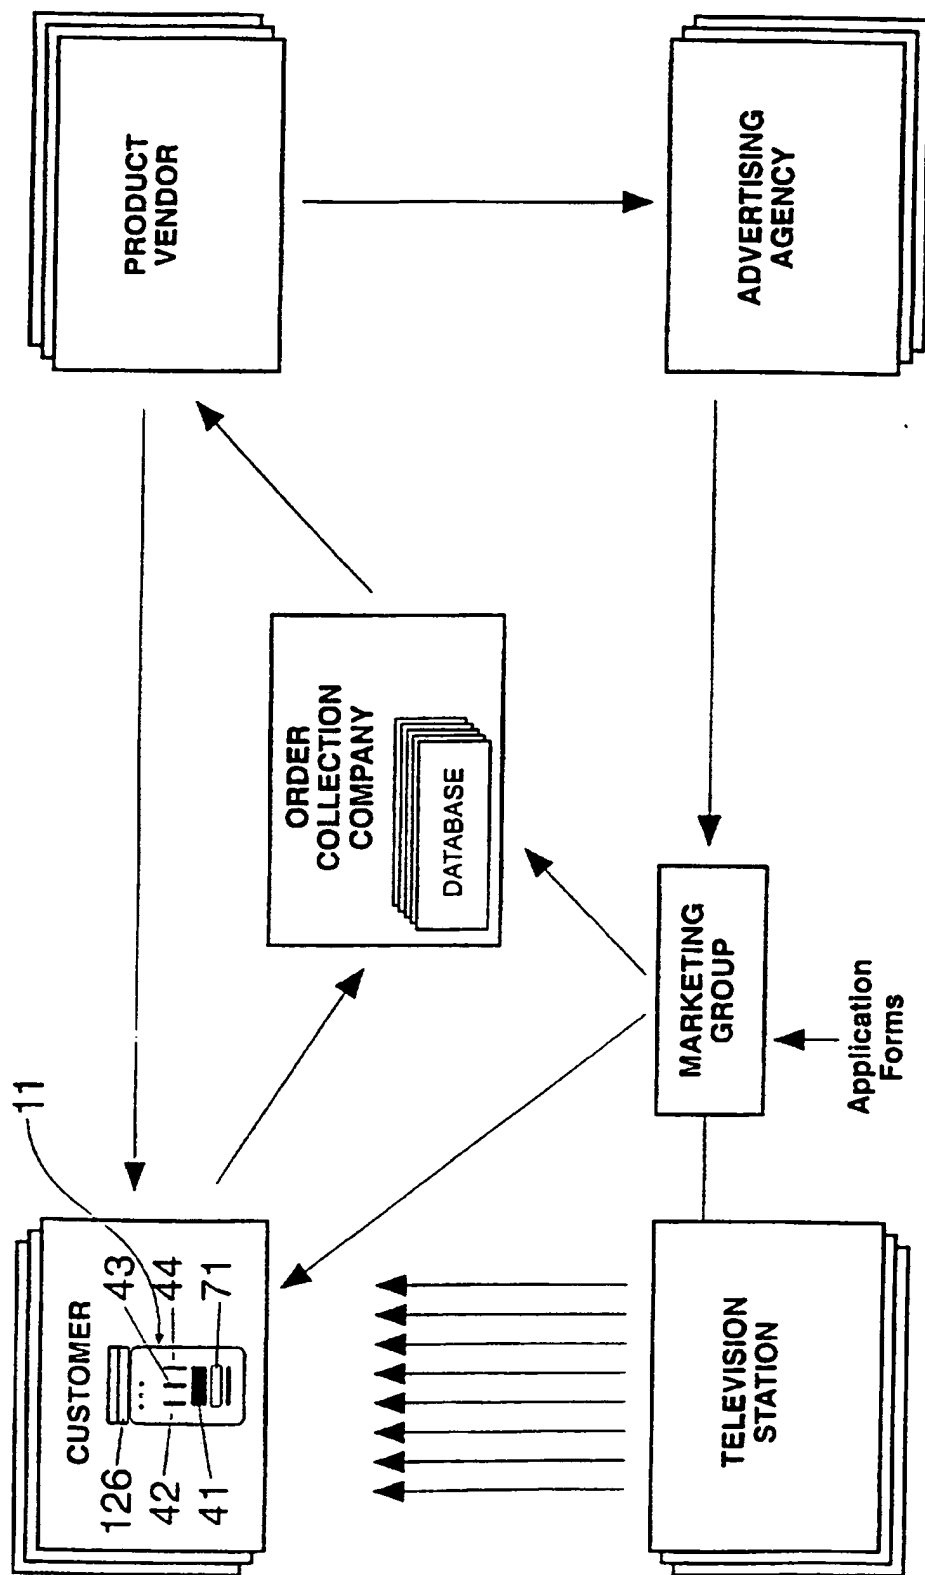 CUSTOMER
11
126
42
41
43
44
71
PRODUCT
VENDOR
ORDER
COLLECTION
COMPANY
DATABASE
TELEVISION
STATION
MARKETING
GROUP
Application
Forms
ADVERTISING
AGENCY